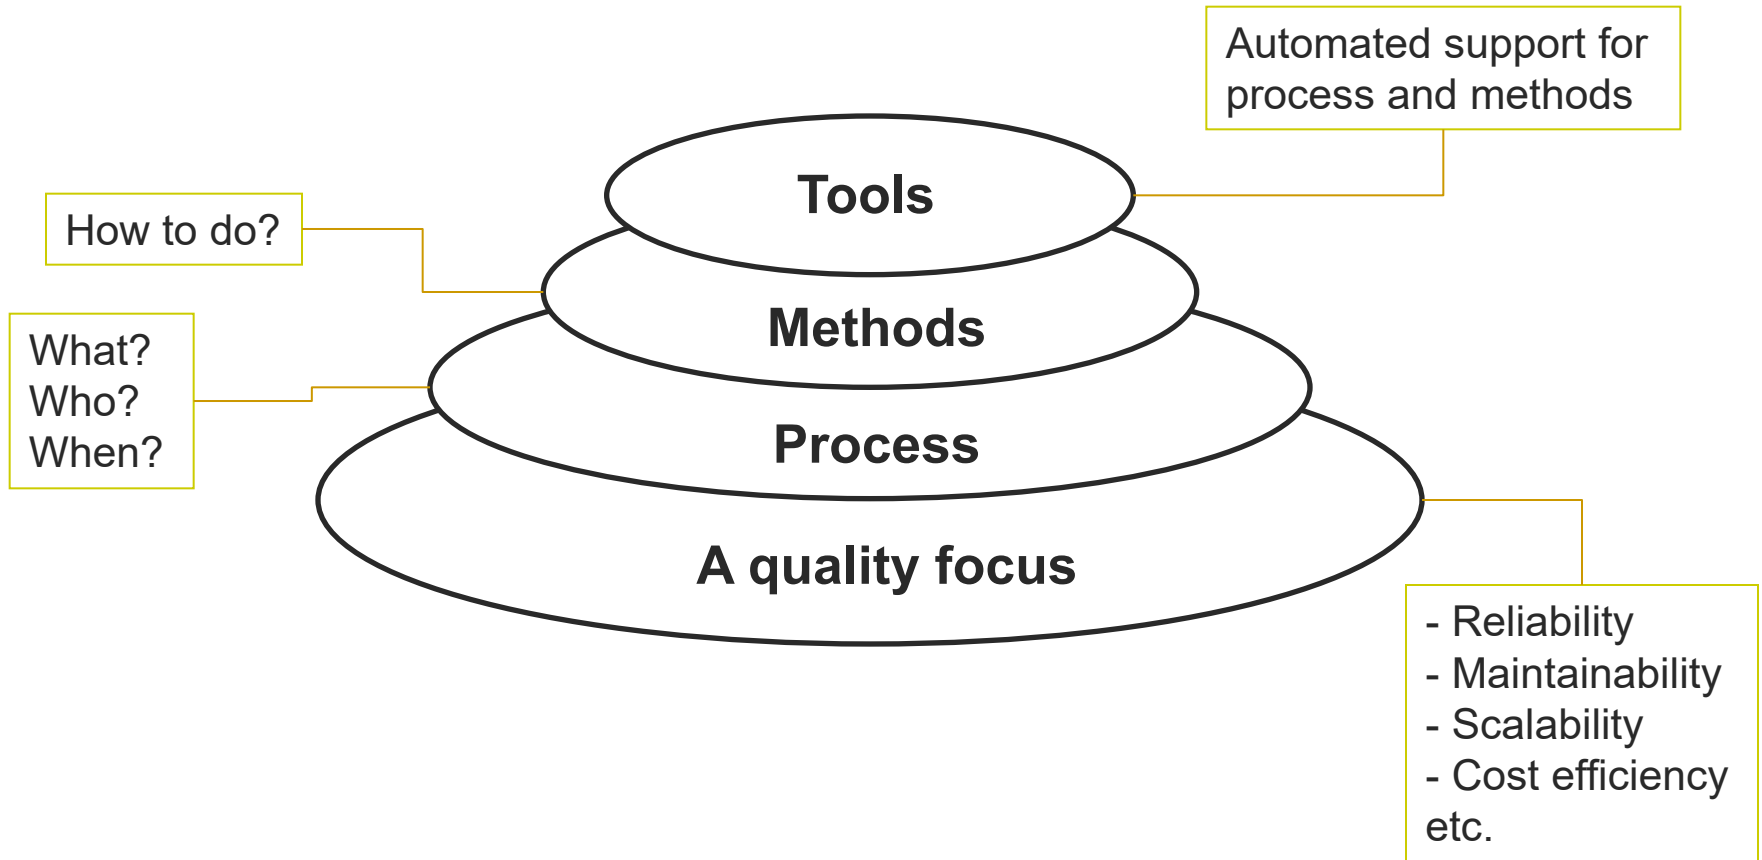 Automated support for
process and methods
Tools
How to do?
Methods
What?
Who?
When?
Process
A quality focus
- Reliability
- Maintainability
- Scalability
- Cost efficiency
etc.